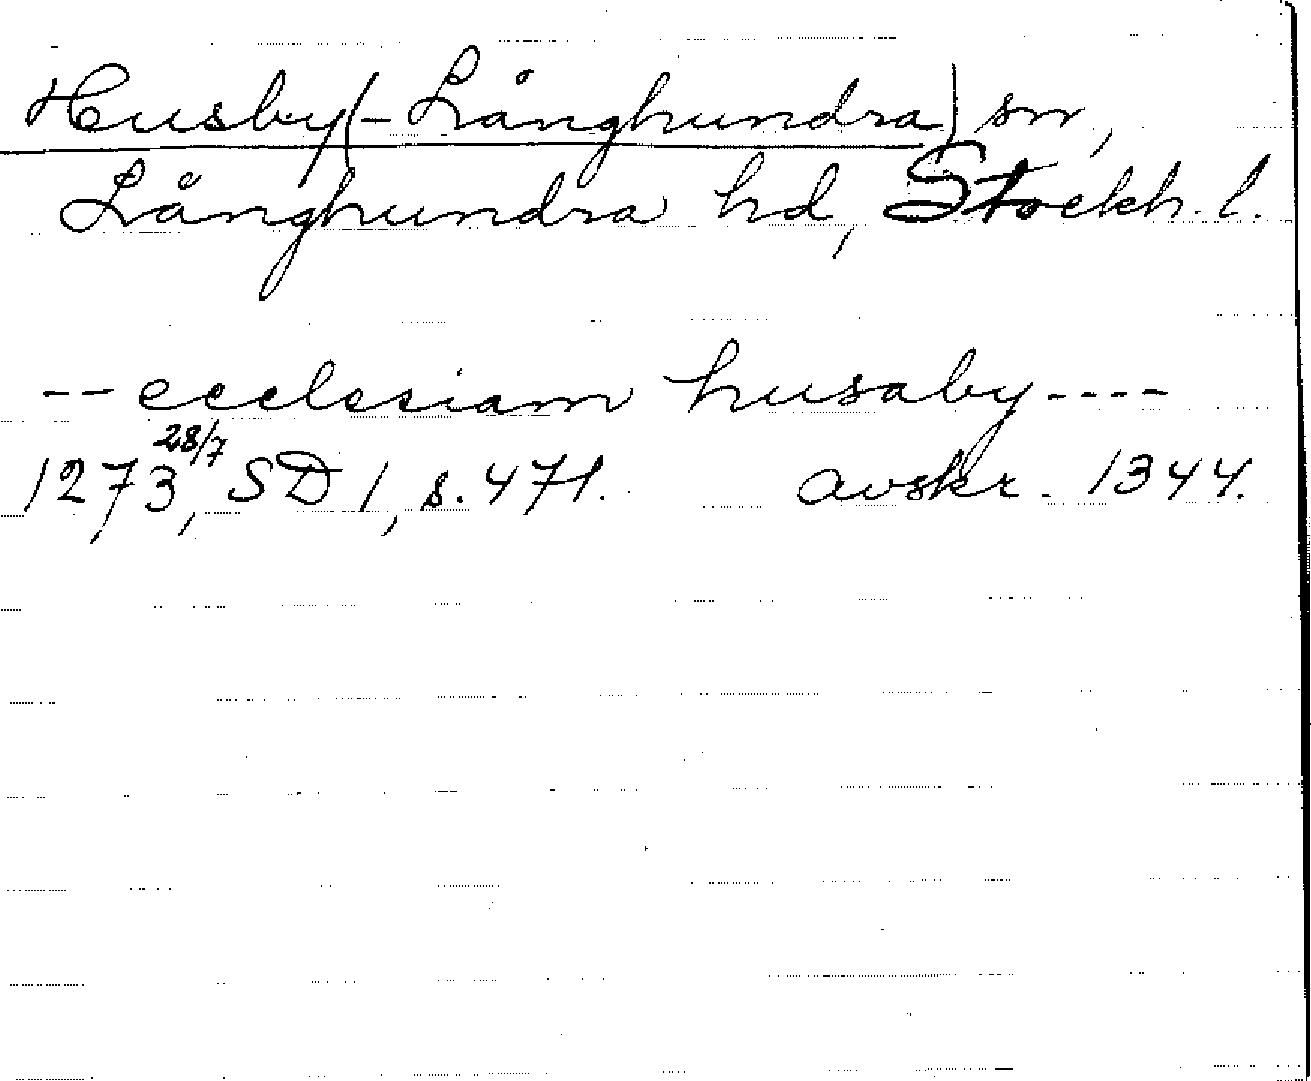 Husby(-Långhundra) sn,
Långhundra hd, Stockh. l.
-- ecclesiam husaby ----
1273 28/7, SD 1, s. 471. avskr. 1344.